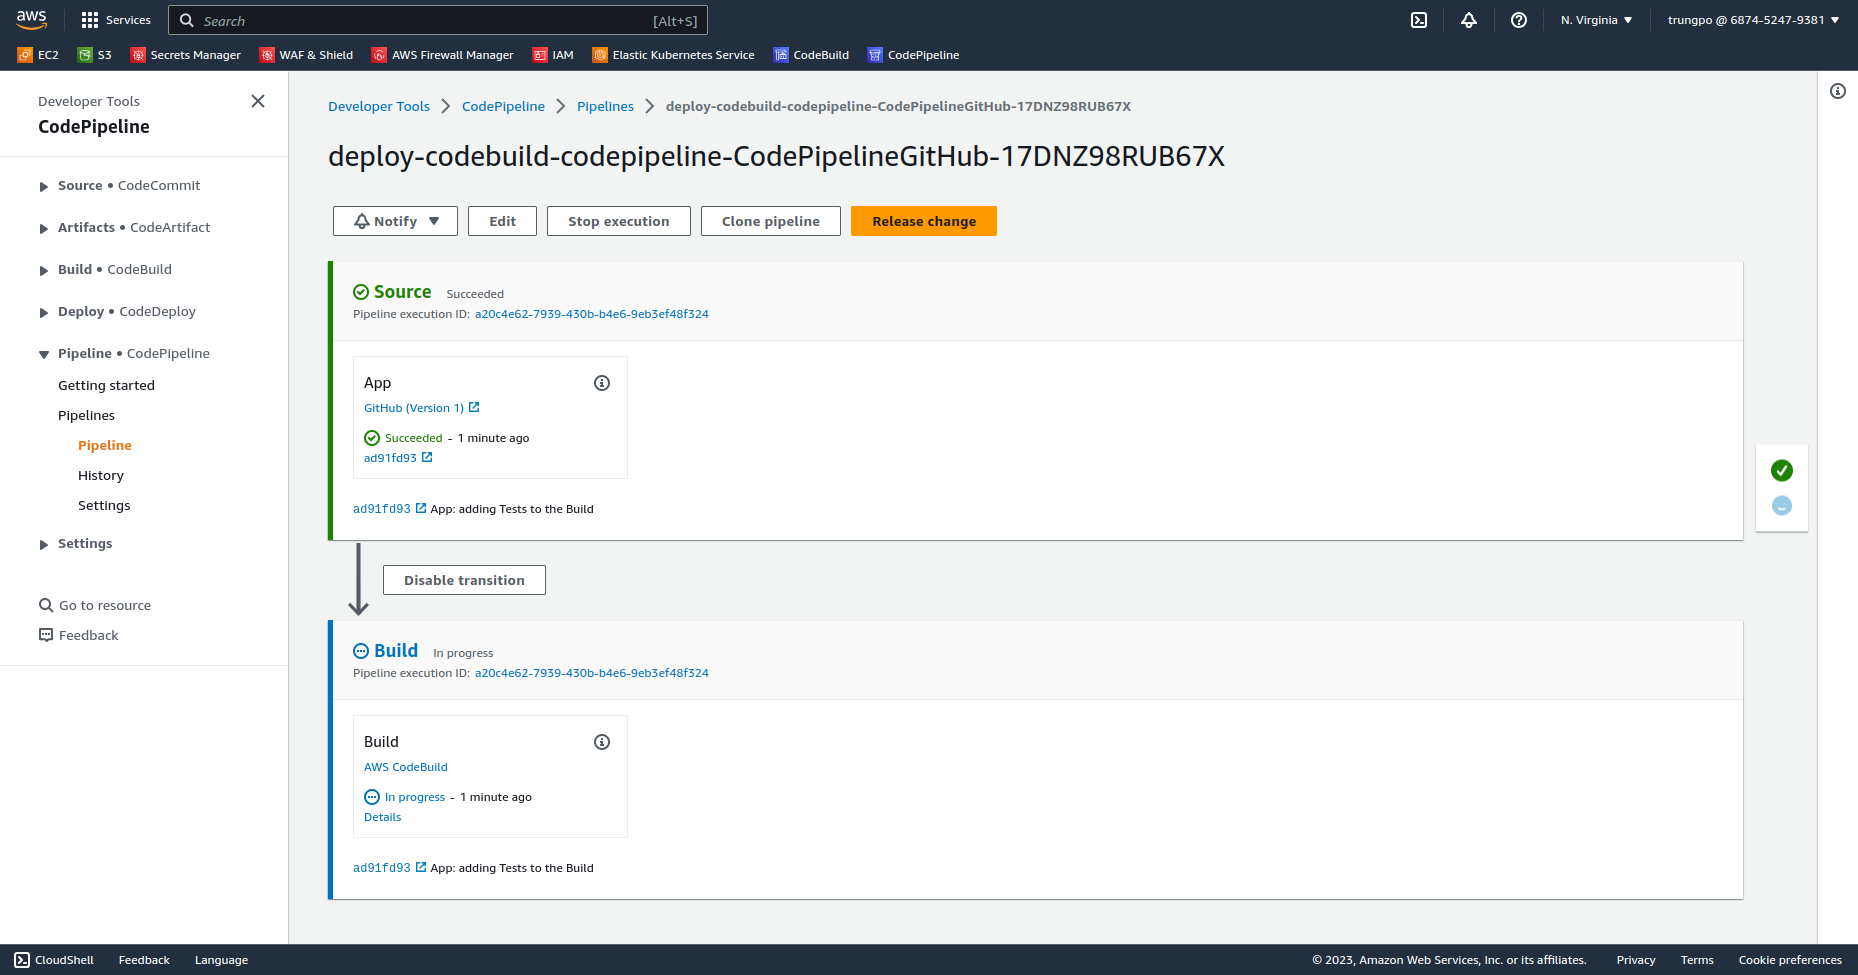 aws Services Search [Alt+S] N. Virginia ▼ trungpo @ 6874-5247-9381 ▼
EC2 S3 Secrets Manager WAF & Shield AWS Firewall Manager IAM Elastic Kubernetes Service CodeBuild CodePipeline
Developer Tools
CodePipeline
Source • CodeCommit
Artifacts • CodeArtifact
Build • CodeBuild
Deploy • CodeDeploy
Pipeline • CodePipeline
Getting started
Pipelines
Pipeline
History
Settings
Settings
Go to resource
Feedback
Developer Tools > CodePipeline > Pipelines > deploy-codebuild-codepipeline-CodePipelineGitHub-17DNZ98RUB67X
deploy-codebuild-codepipeline-CodePipelineGitHub-17DNZ98RUB67X
Notify ▼ Edit Stop execution Clone pipeline Release change
Source Succeeded
Pipeline execution ID: a20c4e62-7939-430b-b4e6-9eb3ef48f324
App
GitHub (Version 1)
Succeeded - 1 minute ago
ad91fd93
ad91fd93 App: adding Tests to the Build
Disable transition
Build In progress
Pipeline execution ID: a20c4e62-7939-430b-b4e6-9eb3ef48f324
Build
AWS CodeBuild
In progress - 1 minute ago
Details
ad91fd93 App: adding Tests to the Build
CloudShell Feedback Language © 2023, Amazon Web Services, Inc. or its affiliates. Privacy Terms Cookie preferences